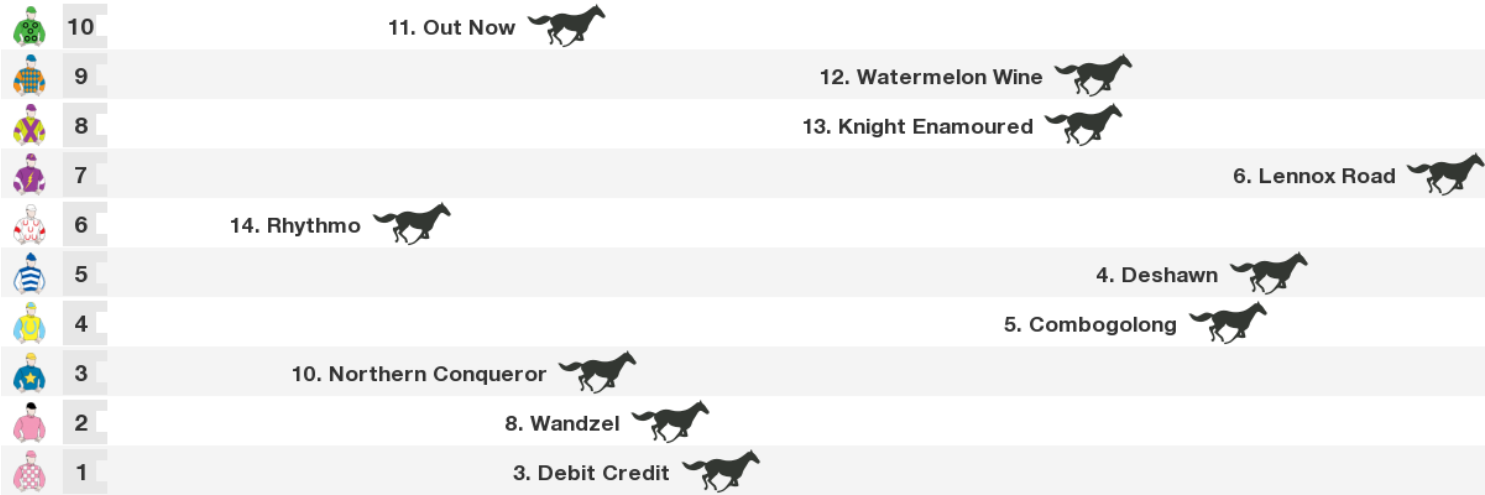 10 11. Out Now
9 12. Watermelon Wine
8 13. Knight Enamoured
7 6. Lennox Road
6 14. Rhythmo
5 4. Deshawn
4 5. Combogolong
3 10. Northern Conqueror
2 8. Wandzel
1 3. Debit Credit